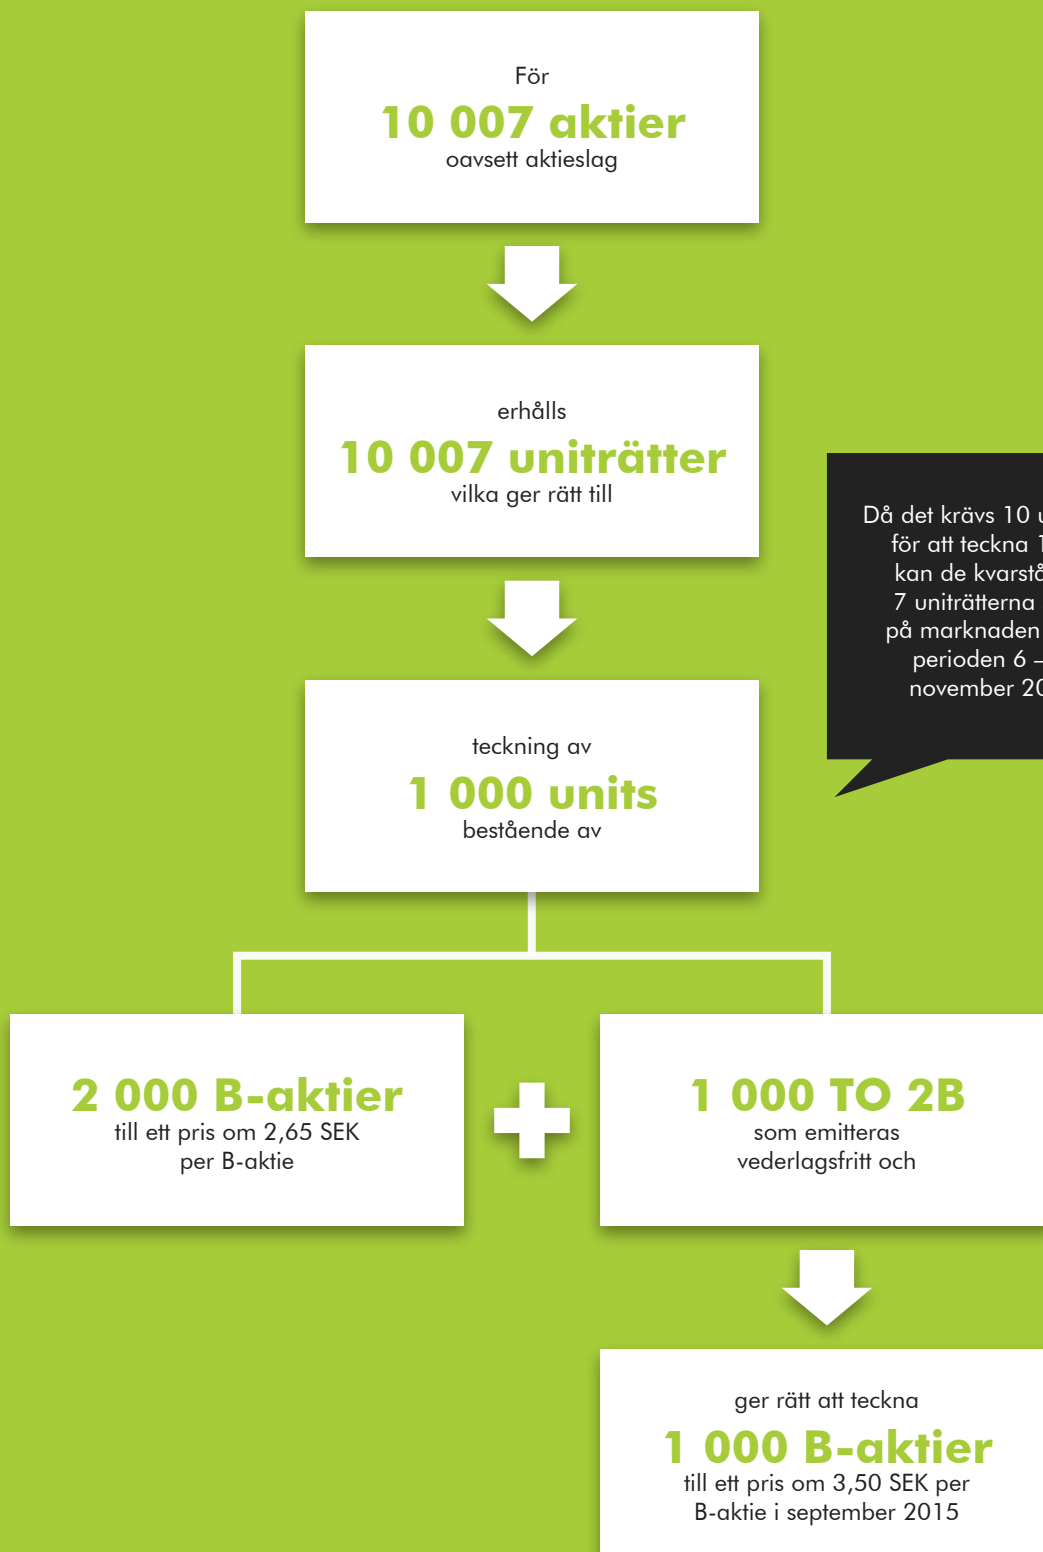 För
10 007 aktier
oavsett aktieslag
erhålls
10 007 uniträtter
vilka ger rätt till
Då det krävs 10
för att teckna
kan de
7 uniträtterna
på marknaden
perioden 6 –
november
teckning av
1 000 units
bestående av
2 000 B-aktier
till ett pris om 2,65 SEK
per B-aktie
1 000 TO 2B
som emitteras
vederlagsfritt och
ger rätt att teckna
1 000 B-aktier
till ett pris om 3,50 SEK per
B-aktie i september 2015